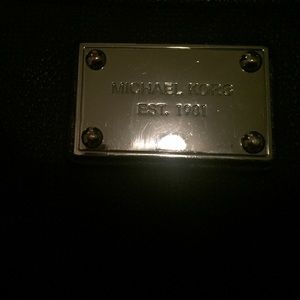 MICHAEL KORS
EST. 1981